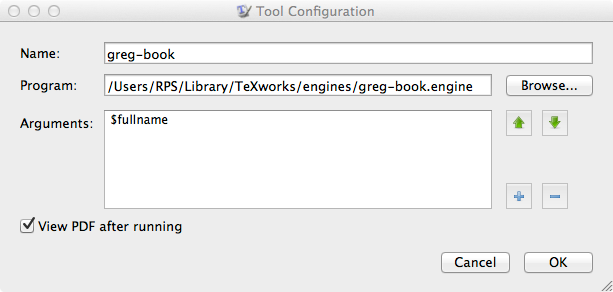 Tool Configuration
Name: greg-book
Program: /Users/RPS/Library/TeXworks/engines/greg-book.engine Browse...
Arguments: $fullname
View PDF after running
Cancel OK